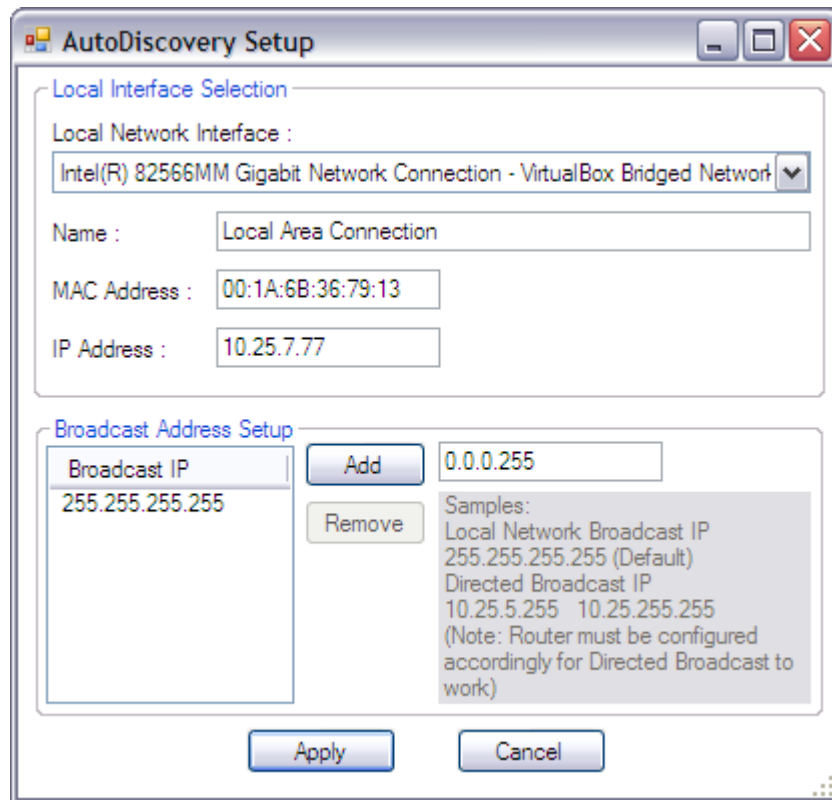 AutoDiscovery Setup
Local Interface Selection
Local Network Interface :
Intel(R) 82566MM Gigabit Network Connection - VirtualBox Bridged Network
Name :
Local Area Connection
MAC Address :
00:1A:6B:36:79:13
IP Address :
10.25.7.77
Broadcast Address Setup
Broadcast IP
255.255.255.255
Add
0.0.0.255
Remove
Samples:
Local Network Broadcast IP
255.255.255.255 (Default)
Directed Broadcast IP
10.25.5.255 10.25.255.255
(Note: Router must be configured
accordingly for Directed Broadcast to
work)
Apply
Cancel